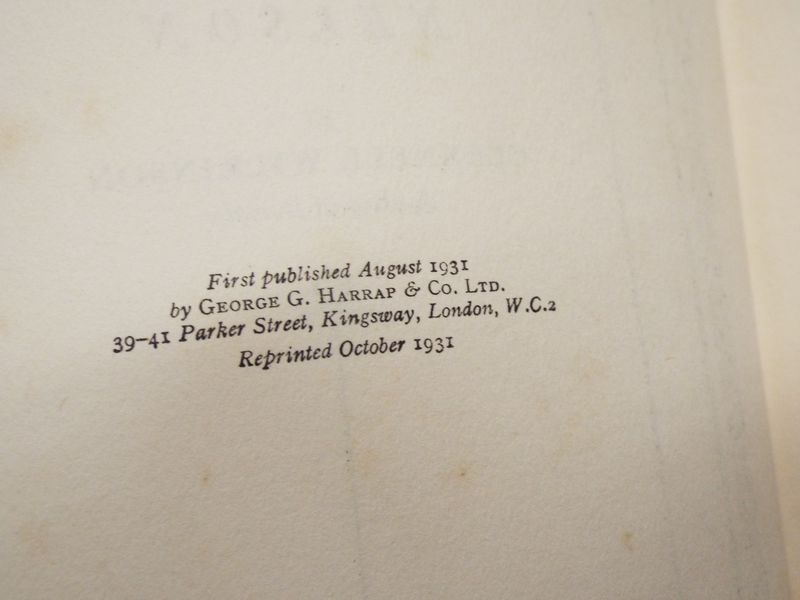 First published August 1931
by GEORGE G. HARRAP & CO. LTD.
39–41 Parker Street, Kingsway, London, W.C.2
Reprinted October 1931